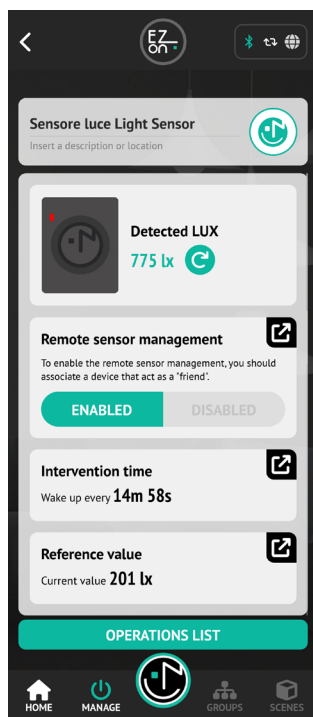 EZ
on
Sensore luce Light Sensor
Insert a description or location
Detected LUX
775 lx
Remote sensor management
To enable the remote sensor management, you should
associate a device that act as a "friend".
ENABLED DISABLED
Intervention time
Wake up every 14m 58s
Reference value
Current value 201 lx
OPERATIONS LIST
HOME MANAGE GROUPS SCENES